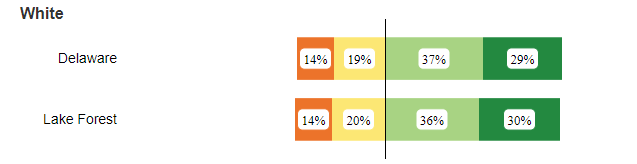 White
Delaware 14% 19% 37% 29%
Lake Forest 14% 20% 36% 30%